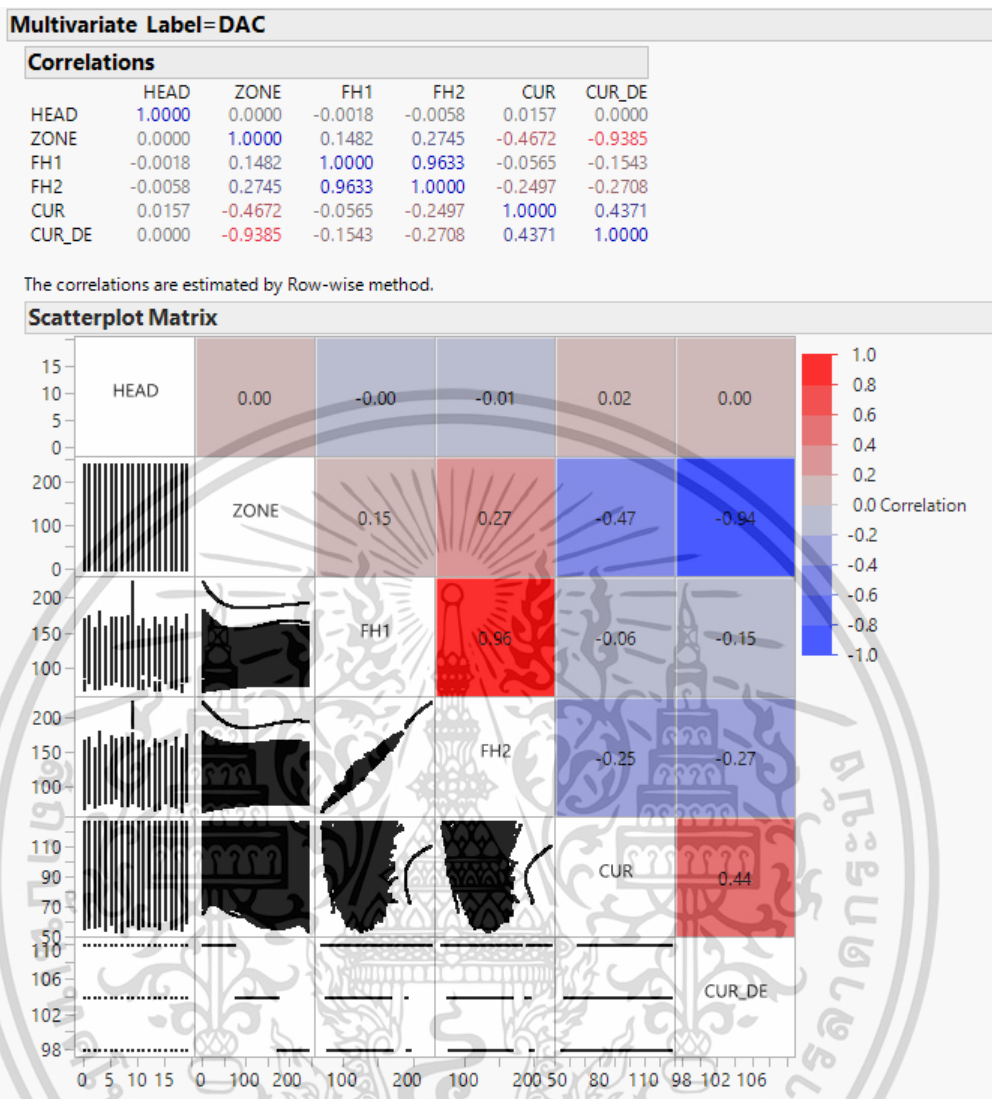 Multivariate Label=DAC
Correlations
HEAD ZONE FH1 FH2 CUR CUR_DE
HEAD 1.0000 0.0000 -0.0018 -0.0058 0.0157 0.0000
ZONE 0.0000 1.0000 0.1482 0.2745 -0.4672 -0.9385
FH1 -0.0018 0.1482 1.0000 0.9633 -0.0565 -0.1543
FH2 -0.0058 0.2745 0.9633 1.0000 -0.2497 -0.2708
CUR 0.0157 -0.4672 -0.0565 -0.2497 1.0000 0.4371
CUR_DE 0.0000 -0.9385 -0.1543 -0.2708 0.4371 1.0000
The correlations are estimated by Row-wise method.
Scatterplot Matrix
15
10
5
0
HEAD 0.00 -0.00 -0.01 0.02 0.00
200
100
0
ZONE 0.15 0.27 -0.47 -0.94
200
150
100
FH1 0.96 -0.06 -0.15
200
150
100
FH2 -0.25 -0.27
110
90
70
50
CUR 0.44
110
106
102
98
CUR_DE
0 5 10 15 0 100 200 100 200 100 200 50 80 110 98 102 106
1.0
0.8
0.6
0.4
0.2
0.0 Correlation
-0.2
-0.4
-0.6
-0.8
-1.0